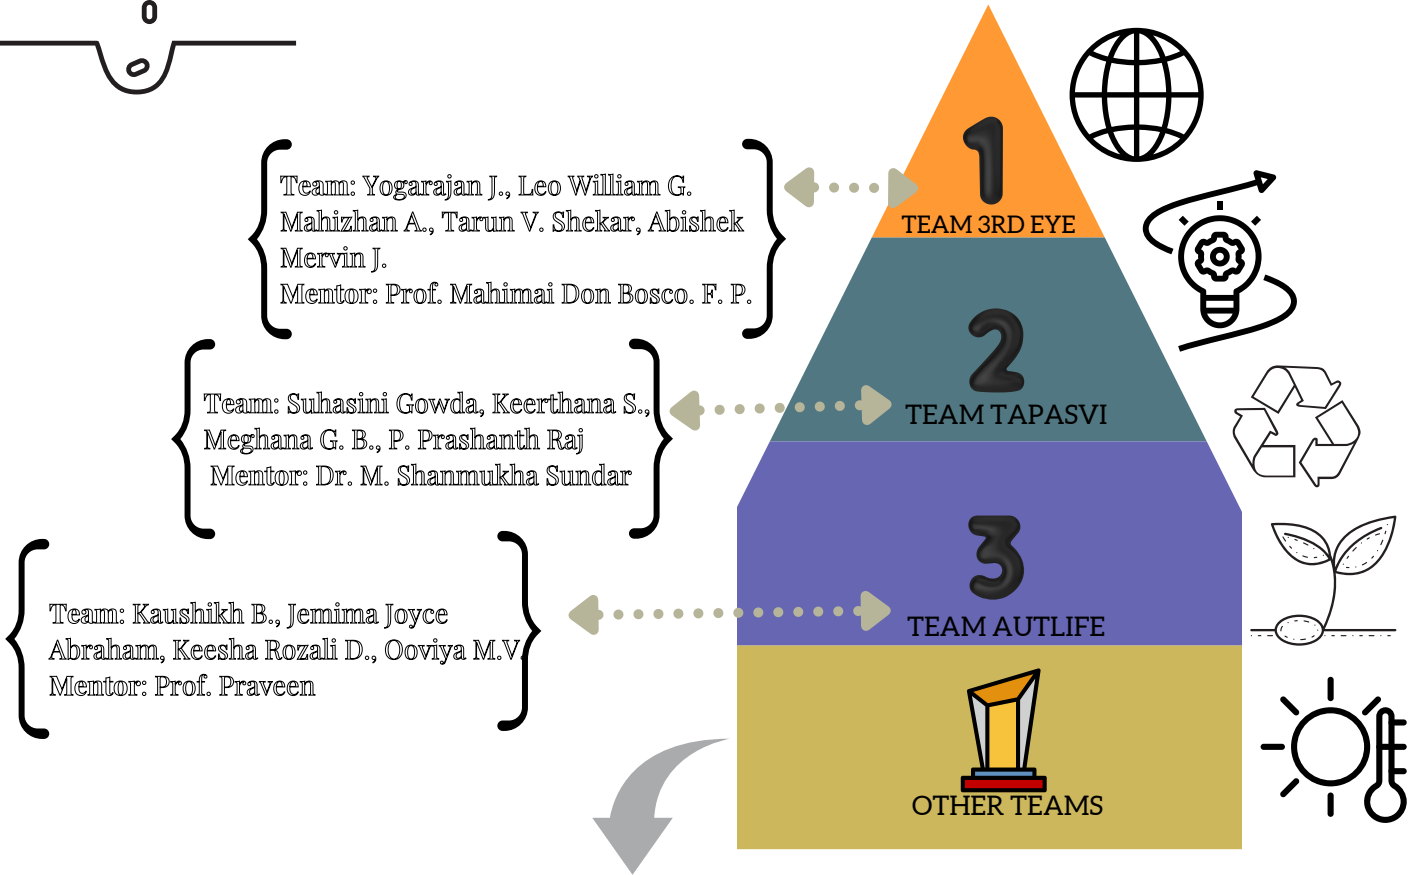 1
TEAM 3RD EYE
Team: Yogarajan J., Leo William G.
Mahizhan A., Tarun V. Shekar, Abishek
Mervin J.
Mentor: Prof. Mahimai Don Bosco. F. P.
2
TEAM TAPASVI
Team: Suhasini Gowda, Keerthana S.,
Meghana G. B., P. Prashanth Raj
Mentor: Dr. M. Shanmukha Sundar
3
TEAM AUTLIFE
Team: Kaushikh B., Jemima Joyce
Abraham, Keesha Rozali D., Ooviya M.V.
Mentor: Prof. Praveen
OTHER TEAMS